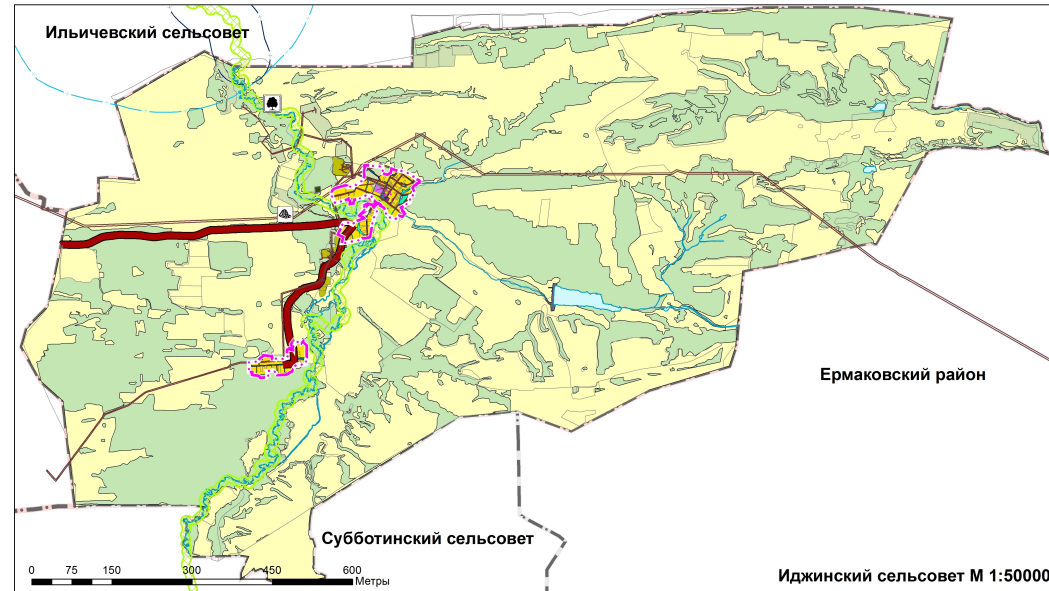 Ильичевский сельсовет
Ермаковский район
Субботинский сельсовет
0 75 150 300 450 600
Метры
Иджинский сельсовет М 1:50000